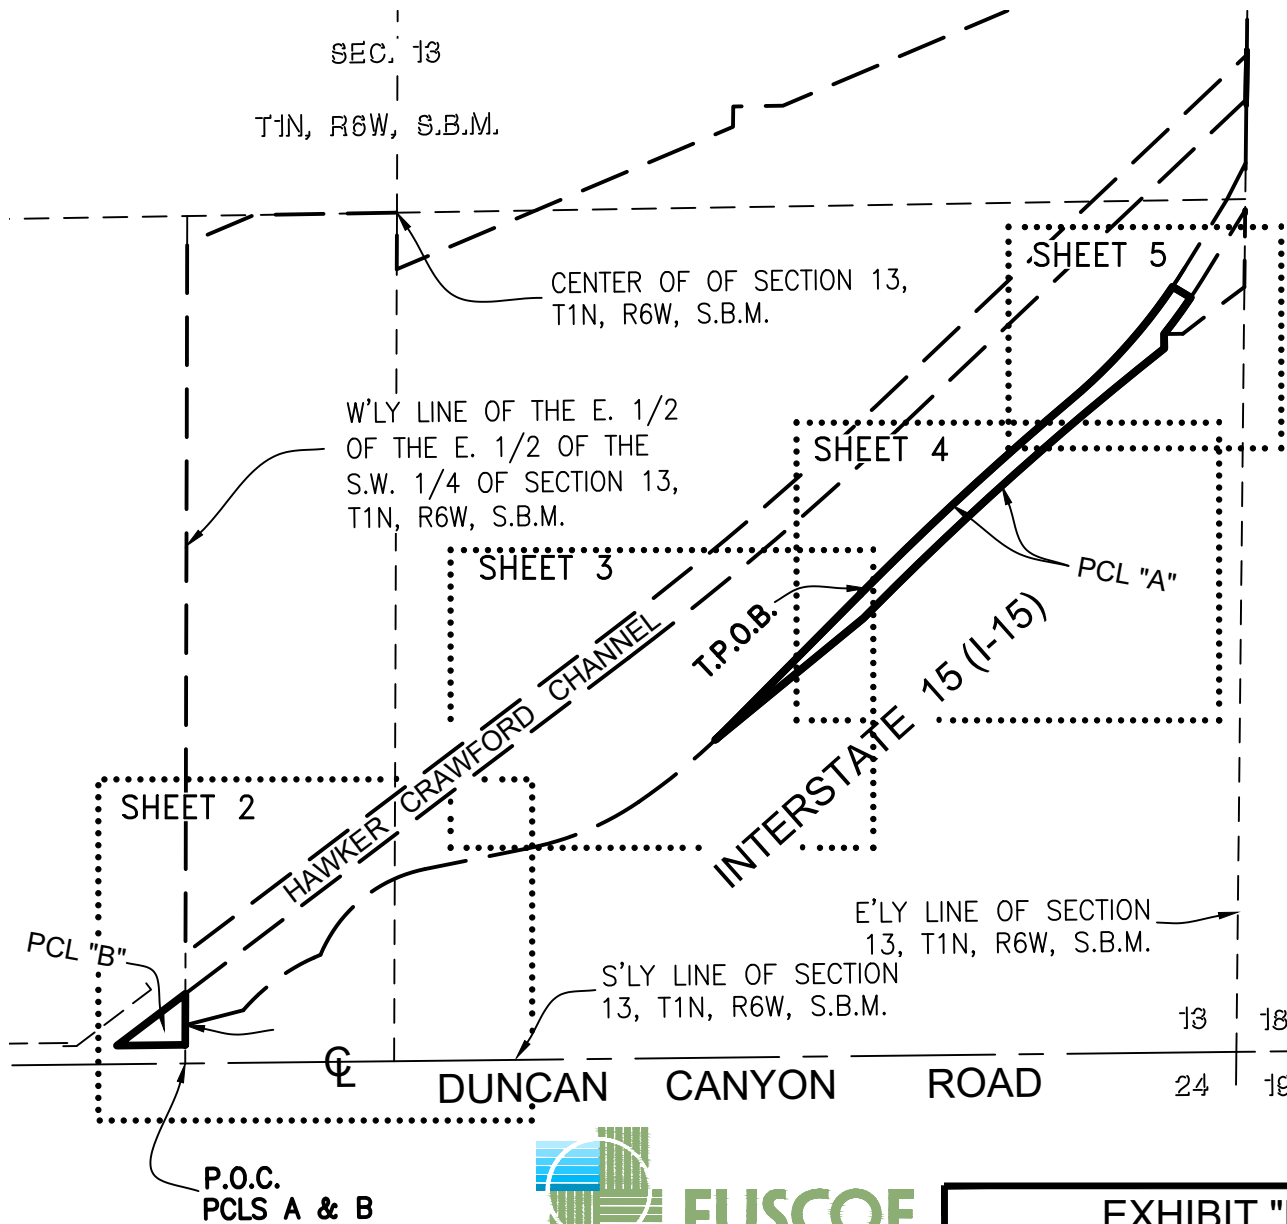 SEC. 13
T1N, R6W, S.B.M.
CENTER OF OF SECTION 13,
T1N, R6W, S.B.M.
SHEET 5
W'LY LINE OF THE E. 1/2
OF THE E. 1/2 OF THE
S.W. 1/4 OF SECTION 13,
T1N, R6W, S.B.M.
SHEET 4
SHEET 3
PCL "A"
T.P.O.B.
INTERSTATE 15 (I-15)
HAWKER CRAWFORD CHANNEL
SHEET 2
PCL "B"
E'LY LINE OF SECTION
13, T1N, R6W, S.B.M.
S'LY LINE OF SECTION
13, T1N, R6W, S.B.M.
13 18
24 19
CL
DUNCAN CANYON ROAD
P.O.C.
PCLS A & B
FUSCOE
EXHIBIT "